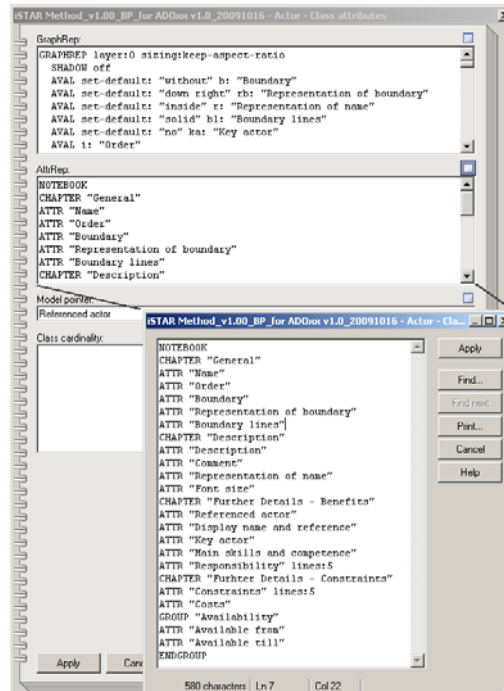 iSTAR Method_v1.00_BP_for ADOxx v1.0_20091016 - Actor - Class attributes
GraphRep:
GRAPHREP layer:0 sizing:keep-aspect-ratio
SHADOW off
AVAL set-default: "without" b: "Boundary"
AVAL set-default: "down right" rb: "Representation of boundary"
AVAL set-default: "inside" r: "Representation of name"
AVAL set-default: "solid" bl: "Boundary lines"
AVAL set-default: "no" ka: "Key actor"
AVAL i: "Order"
AttrRep:
NOTEBOOK
CHAPTER "General"
ATTR "Name"
ATTR "Order"
ATTR "Boundary"
ATTR "Representation of boundary"
ATTR "Boundary lines"
CHAPTER "Description"
Model pointer:
Referenced actor
Class cardinality:
Apply
Canc
iSTAR Method_v1.00_BP_for ADOxx v1.0_20091016 - Actor - Cla...
NOTEBOOK
CHAPTER "General"
ATTR "Name"
ATTR "Order"
ATTR "Boundary"
ATTR "Representation of boundary"
ATTR "Boundary lines"
CHAPTER "Description"
ATTR "Description"
ATTR "Comment"
ATTR "Representation of name"
ATTR "Font size"
CHAPTER "Further Details - Benefits"
ATTR "Referenced actor"
ATTR "Display name and reference"
ATTR "Key actor"
ATTR "Main skills and competence"
ATTR "Responsibility" lines:5
CHAPTER "Furhter Details - Constraints"
ATTR "Constraints" lines:5
ATTR "Costs"
GROUP "Availability"
ATTR "Available from"
ATTR "Available till"
ENDGROUP
Apply
Find...
Find next
Print...
Cancel
Help
580 characters Ln 7 Col 22